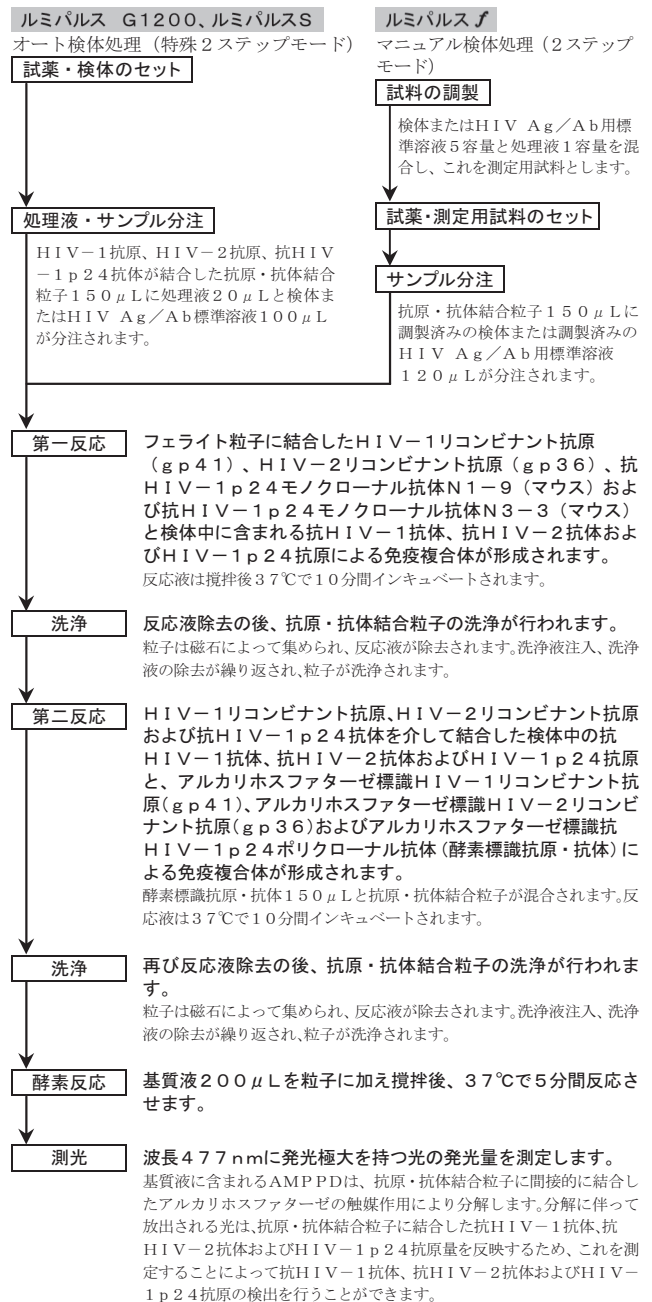 ルミパルス G1200、ルミパルスS
オート検体処理（特殊2ステップモード）
試薬・検体のセット
処理液・サンプル分注
HIV－1抗原、HIV－2抗原、抗HIV
－1p24抗体が結合した抗原・抗体結合
粒子150μLに処理液20μLと検体ま
たはHIV Ag／Ab標準溶液100μL
が分注されます。
ルミパルスf
マニュアル検体処理（2ステップ
モード）
試料の調製
検体またはHIV Ag／Ab用標
準溶液5容量と処理液1容量を混
合し、これを測定用試料とします。
試薬・測定用試料のセット
サンプル分注
抗原・抗体結合粒子150μLに
調製済みの検体または調製済みの
HIV Ag／Ab用標準溶液
120μLが分注されます。
第一反応
フェライト粒子に結合したHIV－1リコンビナント抗原
（gp41）、HIV－2リコンビナント抗原（gp36）、抗
HIV－1p24モノクローナル抗体N1－9（マウス）およ
び抗HIV－1p24モノクローナル抗体N3－3（マウス）
と検体中に含まれる抗HIV－1抗体、抗HIV－2抗体およ
びHIV－1p24抗原による免疫複合体が形成されます。
反応液は撹拌後37℃で10分間インキュベートされます。
洗浄
反応液除去の後、抗原・抗体結合粒子の洗浄が行われます。
粒子は磁石によって集められ、反応液が除去されます。洗浄液注入、洗浄
液の除去が繰り返され、粒子が洗浄されます。
第二反応
HIV－1リコンビナント抗原、HIV－2リコンビナント抗原
および抗HIV－1p24抗体を介して結合した検体中の抗
HIV－1抗体、抗HIV－2抗体およびHIV－1p24抗原
と、アルカリホスファターゼ標識HIV－1リコンビナント抗
原（gp41）、アルカリホスファターゼ標識HIV－2リコンビ
ナント抗原（gp36）およびアルカリホスファターゼ標識抗
HIV－1p24ポリクローナル抗体（酵素標識抗原・抗体）に
よる免疫複合体が形成されます。
酵素標識抗原・抗体150μLと抗原・抗体結合粒子が混合されます。反
応液は37℃で10分間インキュベートされます。
洗浄
再び反応液除去の後、抗原・抗体結合粒子の洗浄が行われま
す。
粒子は磁石によって集められ、反応液が除去されます。洗浄液注入、洗浄
液の除去が繰り返され、粒子が洗浄されます。
酵素反応
基質液200μLを粒子に加え撹拌後、37℃で5分間反応さ
せます。
測光
波長477nmに発光極大を持つ光の発光量を測定します。
基質液に含まれるAMPPDは、抗原・抗体結合粒子に間接的に結合し
たアルカリホスファターゼの触媒作用により分解します。分解に伴って
放出される光は、抗原・抗体結合粒子に結合した抗HIV－1抗体、抗
HIV－2抗体およびHIV－1p24抗原量を反映するため、これを測
定することによって抗HIV－1抗体、抗HIV－2抗体およびHIV－
1p24抗原の検出を行うことができます。